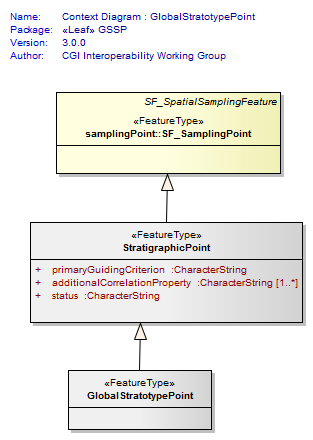 Name: Context Diagram : GlobalStratotypePoint
Package: «Leaf» GSSP
Version: 3.0.0
Author: CGI Interoperability Working Group
SF_SpatialSamplingFeature
«FeatureType»
samplingPoint::SF_SamplingPoint
«FeatureType»
StratigraphicPoint
+ primaryGuidingCriterion :CharacterString
+ additionalCorrelationProperty :CharacterString [1..*]
+ status :CharacterString
«FeatureType»
GlobalStratotypePoint